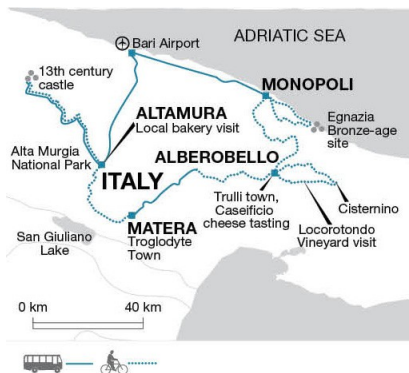 Bari Airport
ADRIATIC SEA
13th century
castle
MONOPOLI
ALTAMURA
Local bakery visit
Egnazia
Bronze-age
site
Alta Murgia
National Park
ALBEROBELLO
ITALY
Trulli town,
Caseificio
cheese tasting
Cisternino
MATERA
Troglodyte
Town
Locorotondo
Vineyard visit
San Giuliano
Lake
0 km
40 km